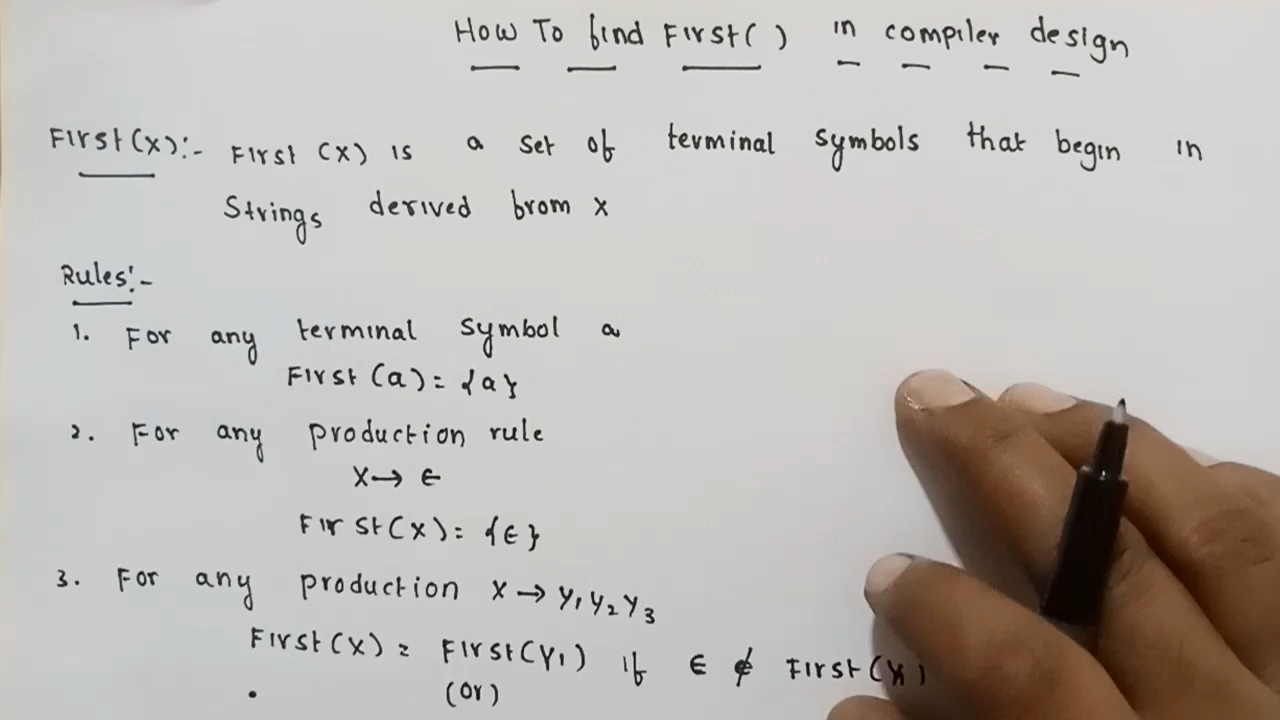 How To find First( ) in compiler design
First(x):- First (x) is a set of terminal symbols that begin in
Strings derived from x
Rules:-
1. For any terminal symbol a
First(a) = {a}
2. For any production rule
X → ϵ
First(x) = {ϵ}
3. For any production X → Y₁Y₂Y₃
First(x) = First(Y₁) if ϵ ∉ First(Y₁)
(or)